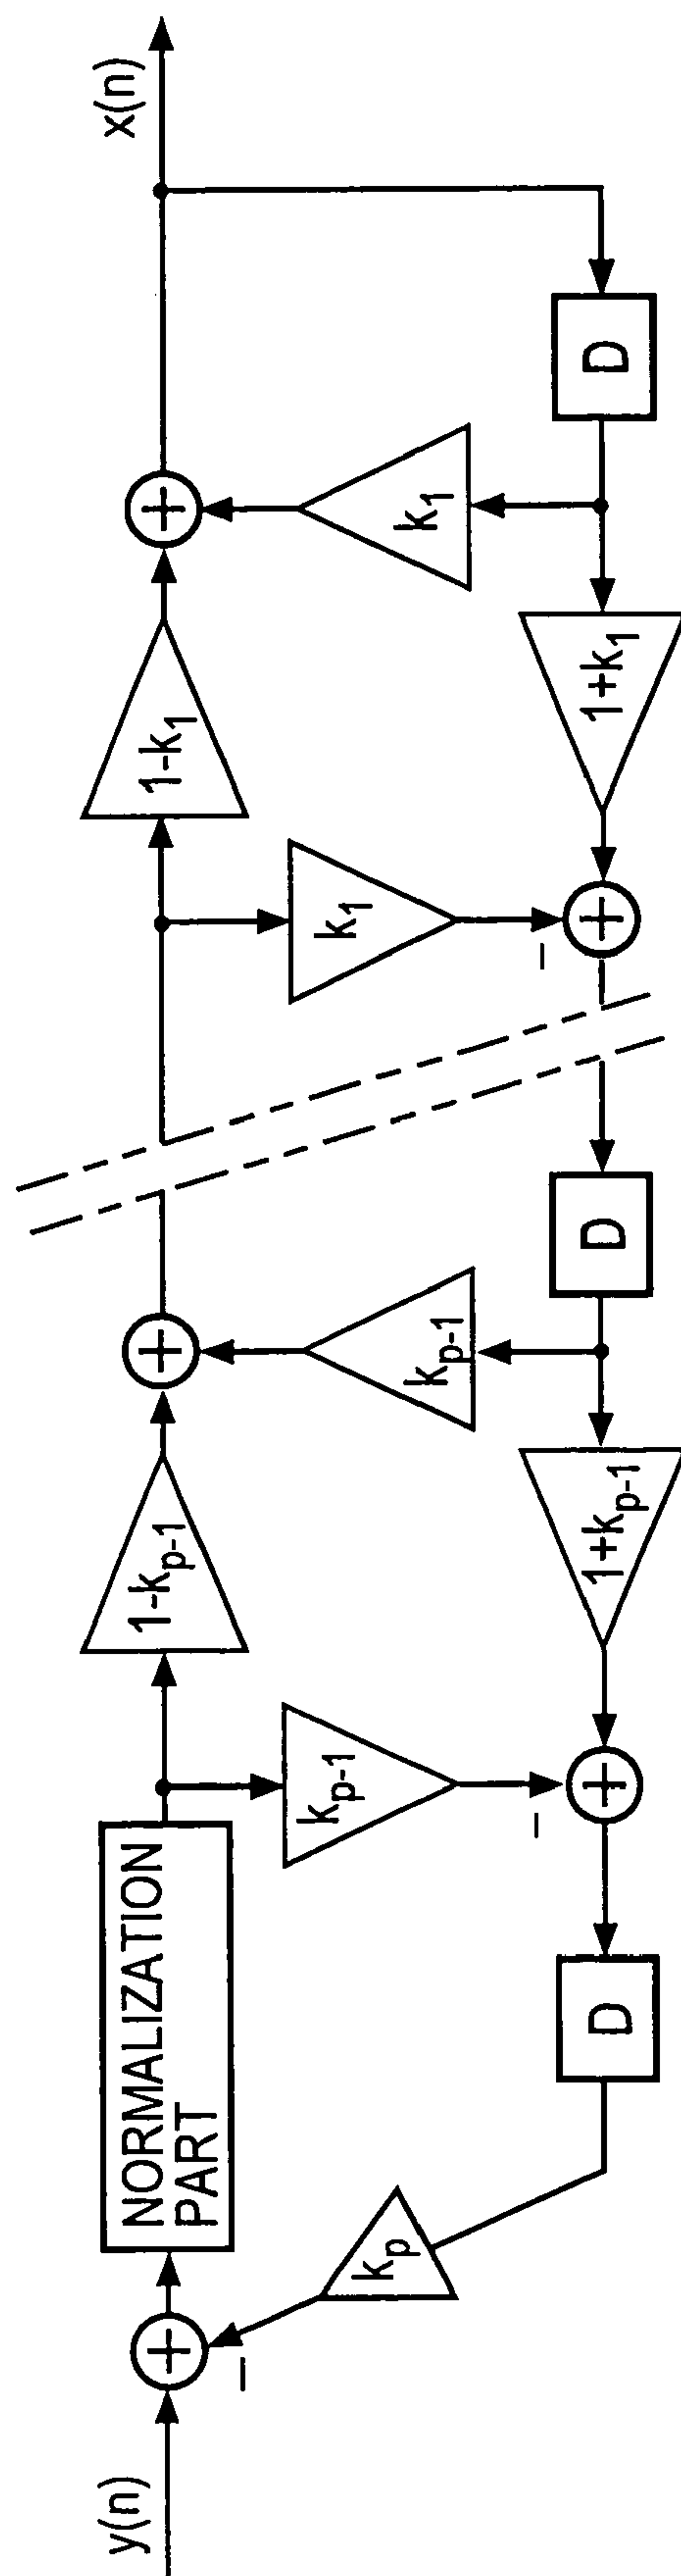 y(n)
NORMALIZATION
PART
1-kₚ₋₁
1-k₁
x(n)
kₚ
kₚ₋₁
kₚ₋₁
k₁
k₁
D
1+kₚ₋₁
D
1+k₁
D
+
+
+
+
+
−
−
−